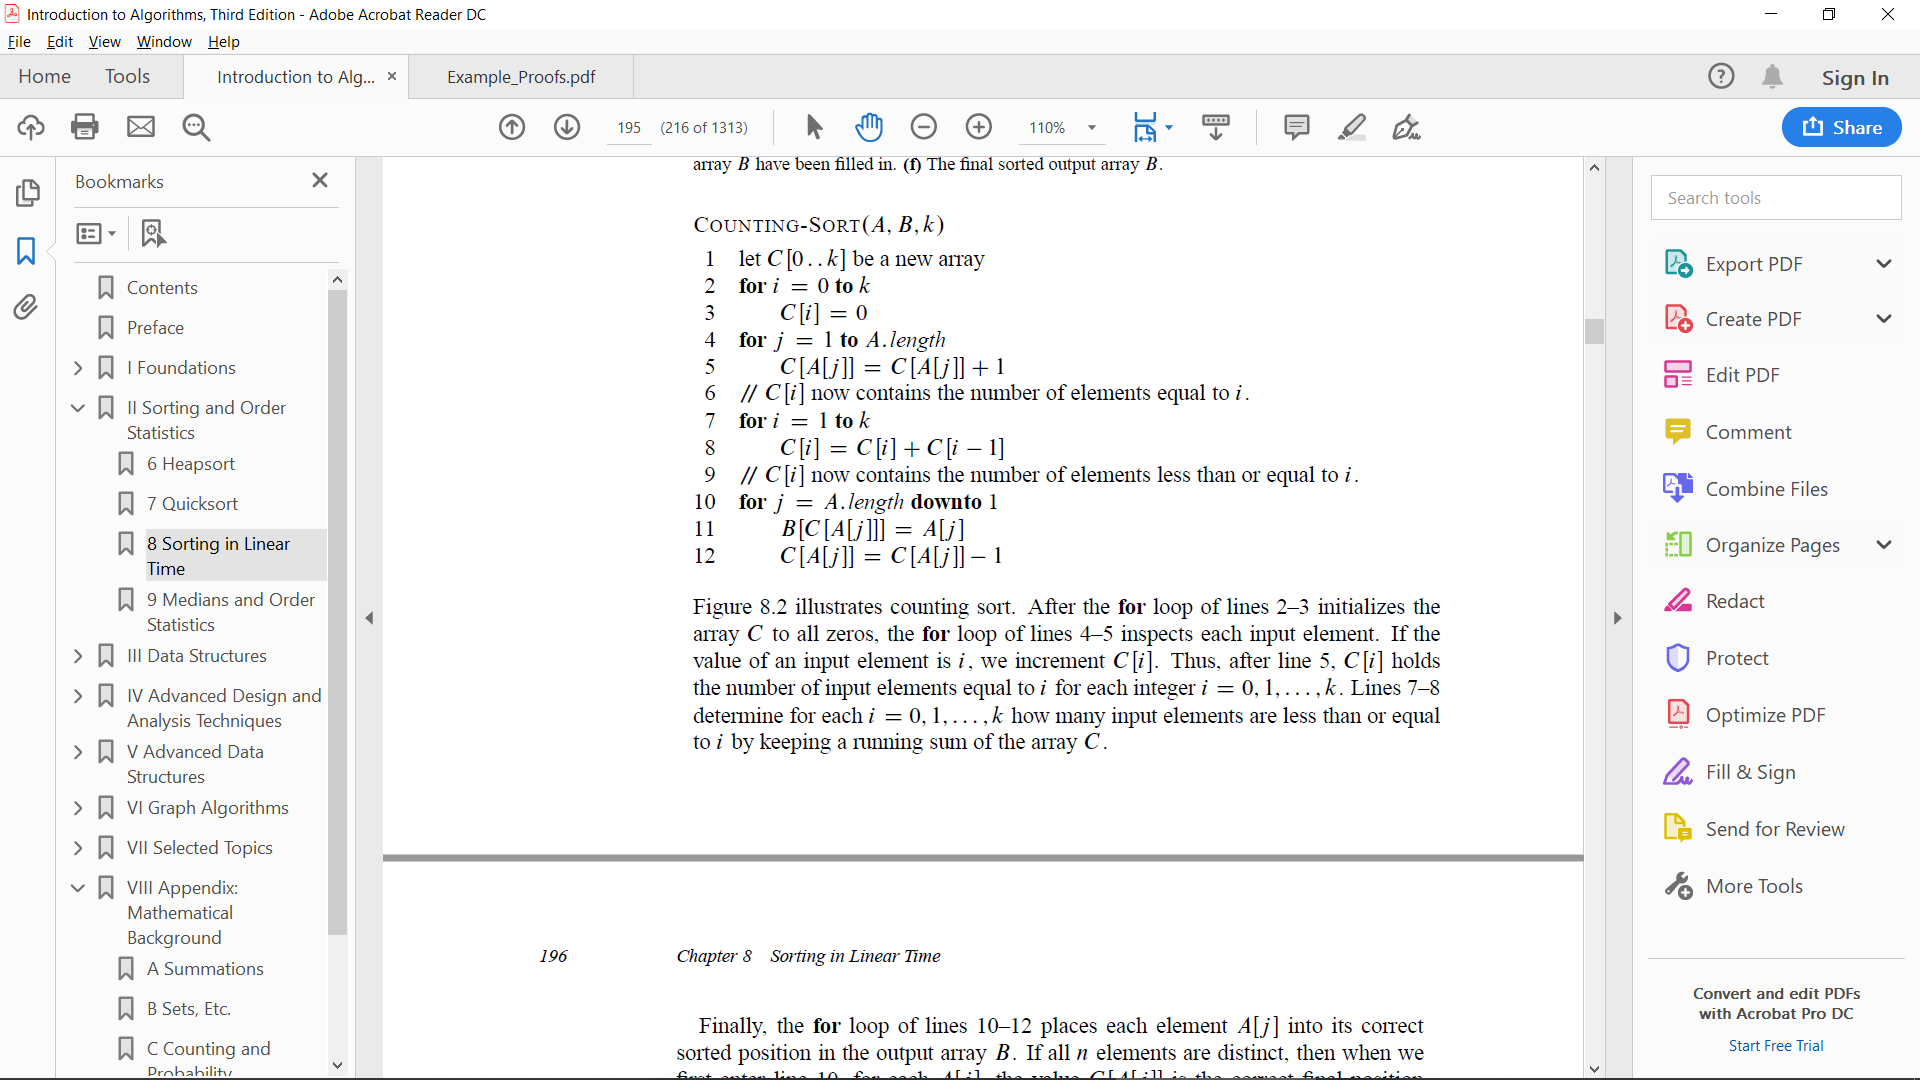 Introduction to Algorithms, Third Edition - Adobe Acrobat Reader DC
File Edit View Window Help
Home Tools Introduction to Alg... × Example_Proofs.pdf Sign In
195 (216 of 1313) 110% Share
Bookmarks
Contents
Preface
I Foundations
II Sorting and Order
Statistics
6 Heapsort
7 Quicksort
8 Sorting in Linear
Time
9 Medians and Order
Statistics
III Data Structures
IV Advanced Design and
Analysis Techniques
V Advanced Data
Structures
VI Graph Algorithms
VII Selected Topics
VIII Appendix:
Mathematical
Background
A Summations
B Sets, Etc.
C Counting and
Probability
array B have been filled in. (f) The final sorted output array B.
COUNTING-SORT(A, B, k)
1 let C[0..k] be a new array
2 for i = 0 to k
3 C[i] = 0
4 for j = 1 to A.length
5 C[A[j]] = C[A[j]] + 1
6 // C[i] now contains the number of elements equal to i.
7 for i = 1 to k
8 C[i] = C[i] + C[i − 1]
9 // C[i] now contains the number of elements less than or equal to i.
10 for j = A.length downto 1
11 B[C[A[j]]] = A[j]
12 C[A[j]] = C[A[j]] − 1
Figure 8.2 illustrates counting sort. After the for loop of lines 2–3 initializes the
array C to all zeros, the for loop of lines 4–5 inspects each input element. If the
value of an input element is i, we increment C[i]. Thus, after line 5, C[i] holds
the number of input elements equal to i for each integer i = 0, 1, . . . , k. Lines 7–8
determine for each i = 0, 1, . . . , k how many input elements are less than or equal
to i by keeping a running sum of the array C.
196 Chapter 8 Sorting in Linear Time
Finally, the for loop of lines 10–12 places each element A[j] into its correct
sorted position in the output array B. If all n elements are distinct, then when we
first enter line 10, for each A[j], the value C[A[j]] is the correct final position
Search tools
Export PDF
Create PDF
Edit PDF
Comment
Combine Files
Organize Pages
Redact
Protect
Optimize PDF
Fill & Sign
Send for Review
More Tools
Convert and edit PDFs
with Acrobat Pro DC
Start Free Trial